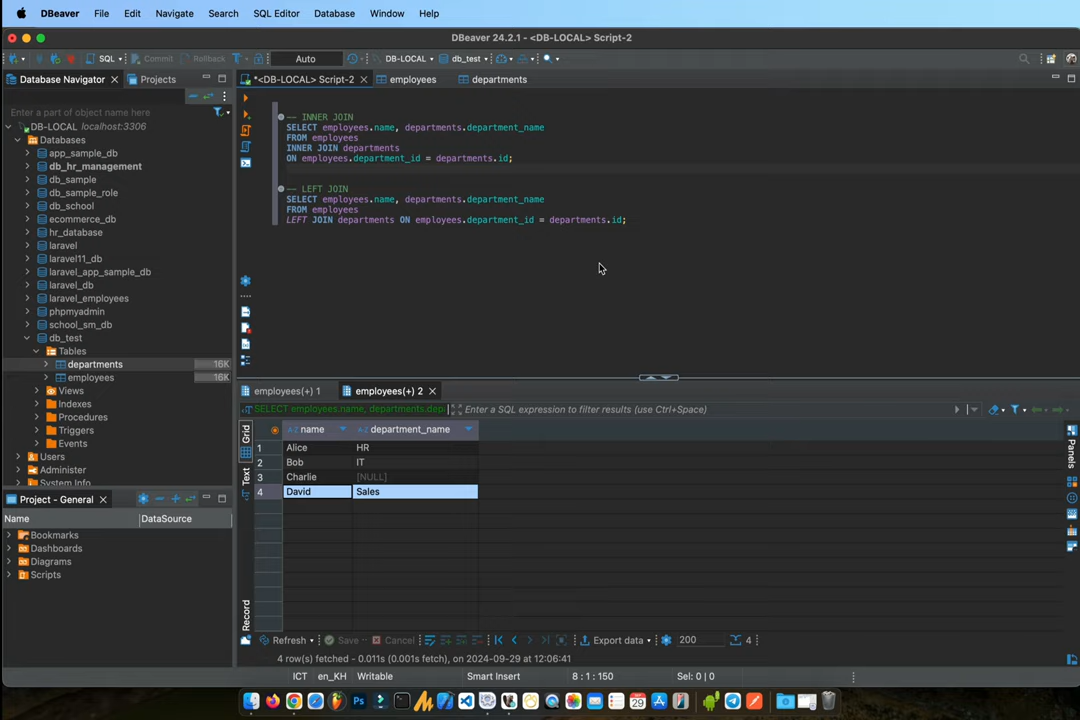 DBeaver File Edit Navigate Search SQL Editor Database Window Help
DBeaver 24.2.1 - <DB-LOCAL> Script-2
SQL Commit Rollback T Auto DB-LOCAL db_test
Database Navigator Projects
*<DB-LOCAL> Script-2 employees departments
Enter a part of object name here
DB-LOCAL localhost:3306
Databases
app_sample_db
db_hr_management
db_sample
db_sample_role
db_school
ecommerce_db
hr_database
laravel
laravel11_db
laravel_app_sample_db
laravel_db
laravel_employees
phpmyadmin
school_sm_db
db_test
Tables
departments 16K
employees 16K
Views
Indexes
Procedures
Triggers
Events
Users
Administer
System Info
-- INNER JOIN
SELECT employees.name, departments.department_name
FROM employees
INNER JOIN departments
ON employees.department_id = departments.id;
-- LEFT JOIN
SELECT employees.name, departments.department_name
FROM employees
LEFT JOIN departments ON employees.department_id = departments.id;
Project - General
Name DataSource
Bookmarks
Dashboards
Diagrams
Scripts
employees(+) 1 employees(+) 2
SELECT employees.name, departments.depa Enter a SQL expression to filter results (use Ctrl+Space)
Grid
Text
Record
Panels
name department_name
1 Alice HR
2 Bob IT
3 Charlie [NULL]
4 David Sales
Refresh Save Cancel Export data 200 4
4 row(s) fetched - 0.011s (0.001s fetch), on 2024-09-29 at 12:06:41
ICT en_KH Writable Smart Insert 8 : 1 : 150 Sel: 0 | 0
Ps
29